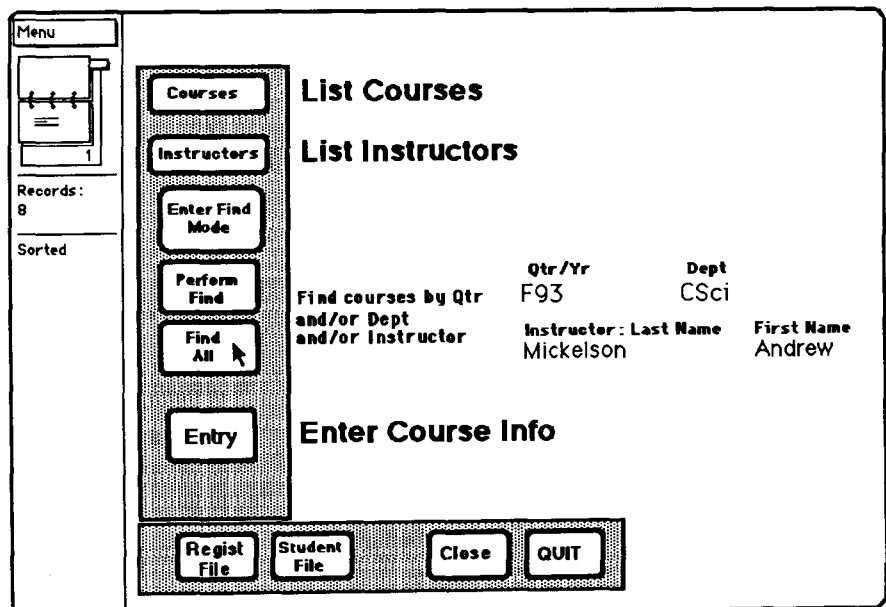 Menu
1
Records:
8
Sorted
Courses
List Courses
Instructors
List Instructors
Enter Find
Mode
Perform
Find
Find
All
Find courses by Qtr
and/or Dept
and/or Instructor
Qtr/Yr
Dept
F93
CSci
Instructor: Last Name
First Name
Mickelson
Andrew
Entry
Enter Course Info
Regist
File
Student
File
Close
QUIT